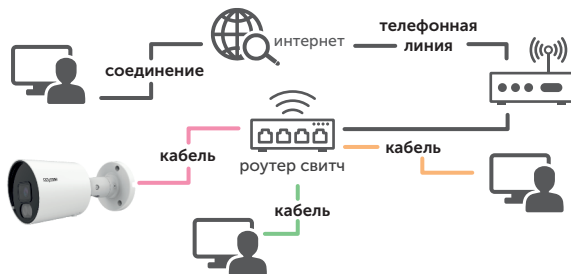 телефонная
линия
интернет
соединение
кабель
кабель
роутер свитч
кабель